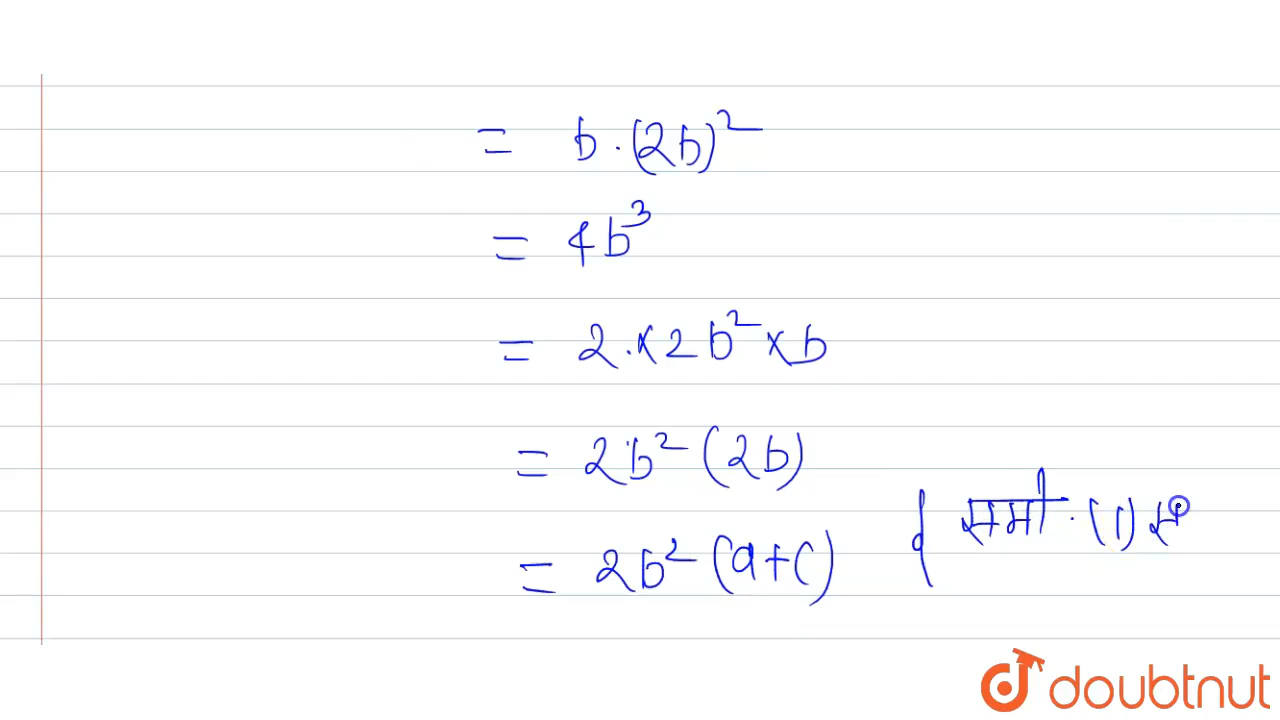 = b · (2b)²
= 4b³
= 2 · × 2b² × b
= 2b² (2b)
= 2b² (a+c) { समी · (1) से
doubtnut